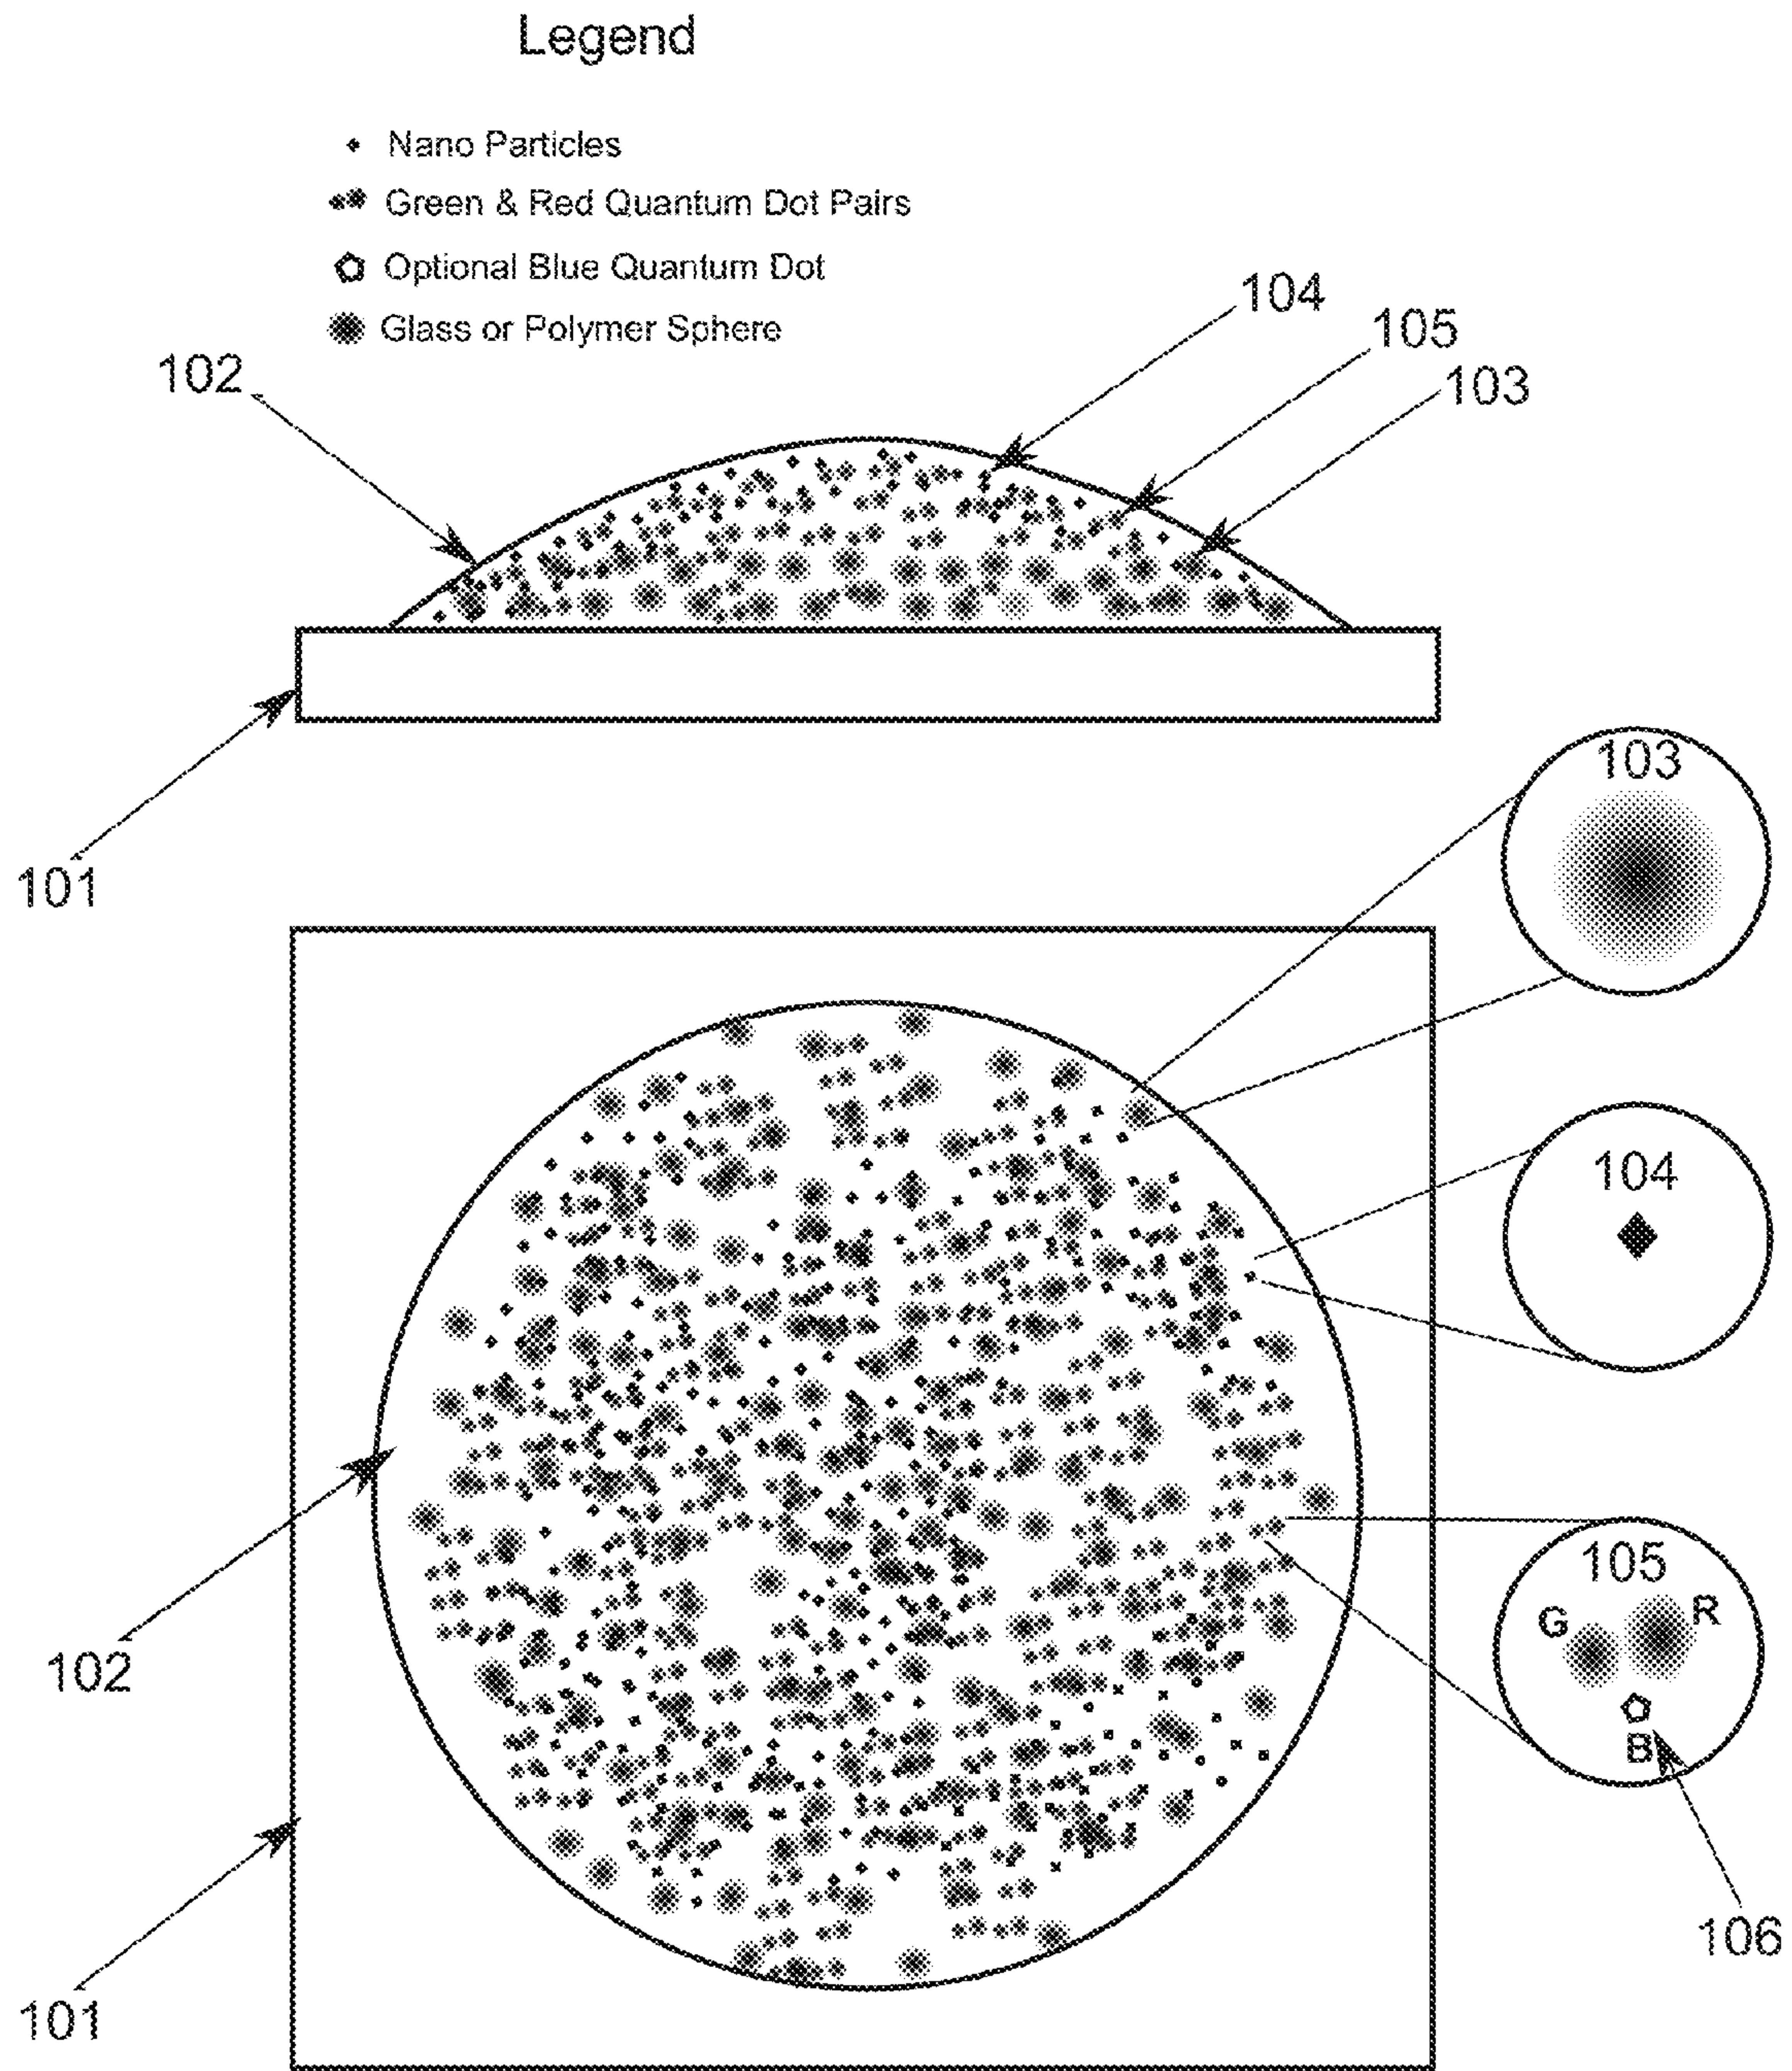 Legend
Nano Particles
Green & Red Quantum Dot Pairs
Optional Blue Quantum Dot
Glass or Polymer Sphere
104
105
102
103
103
101
104
102
105
G
R
B
106
101